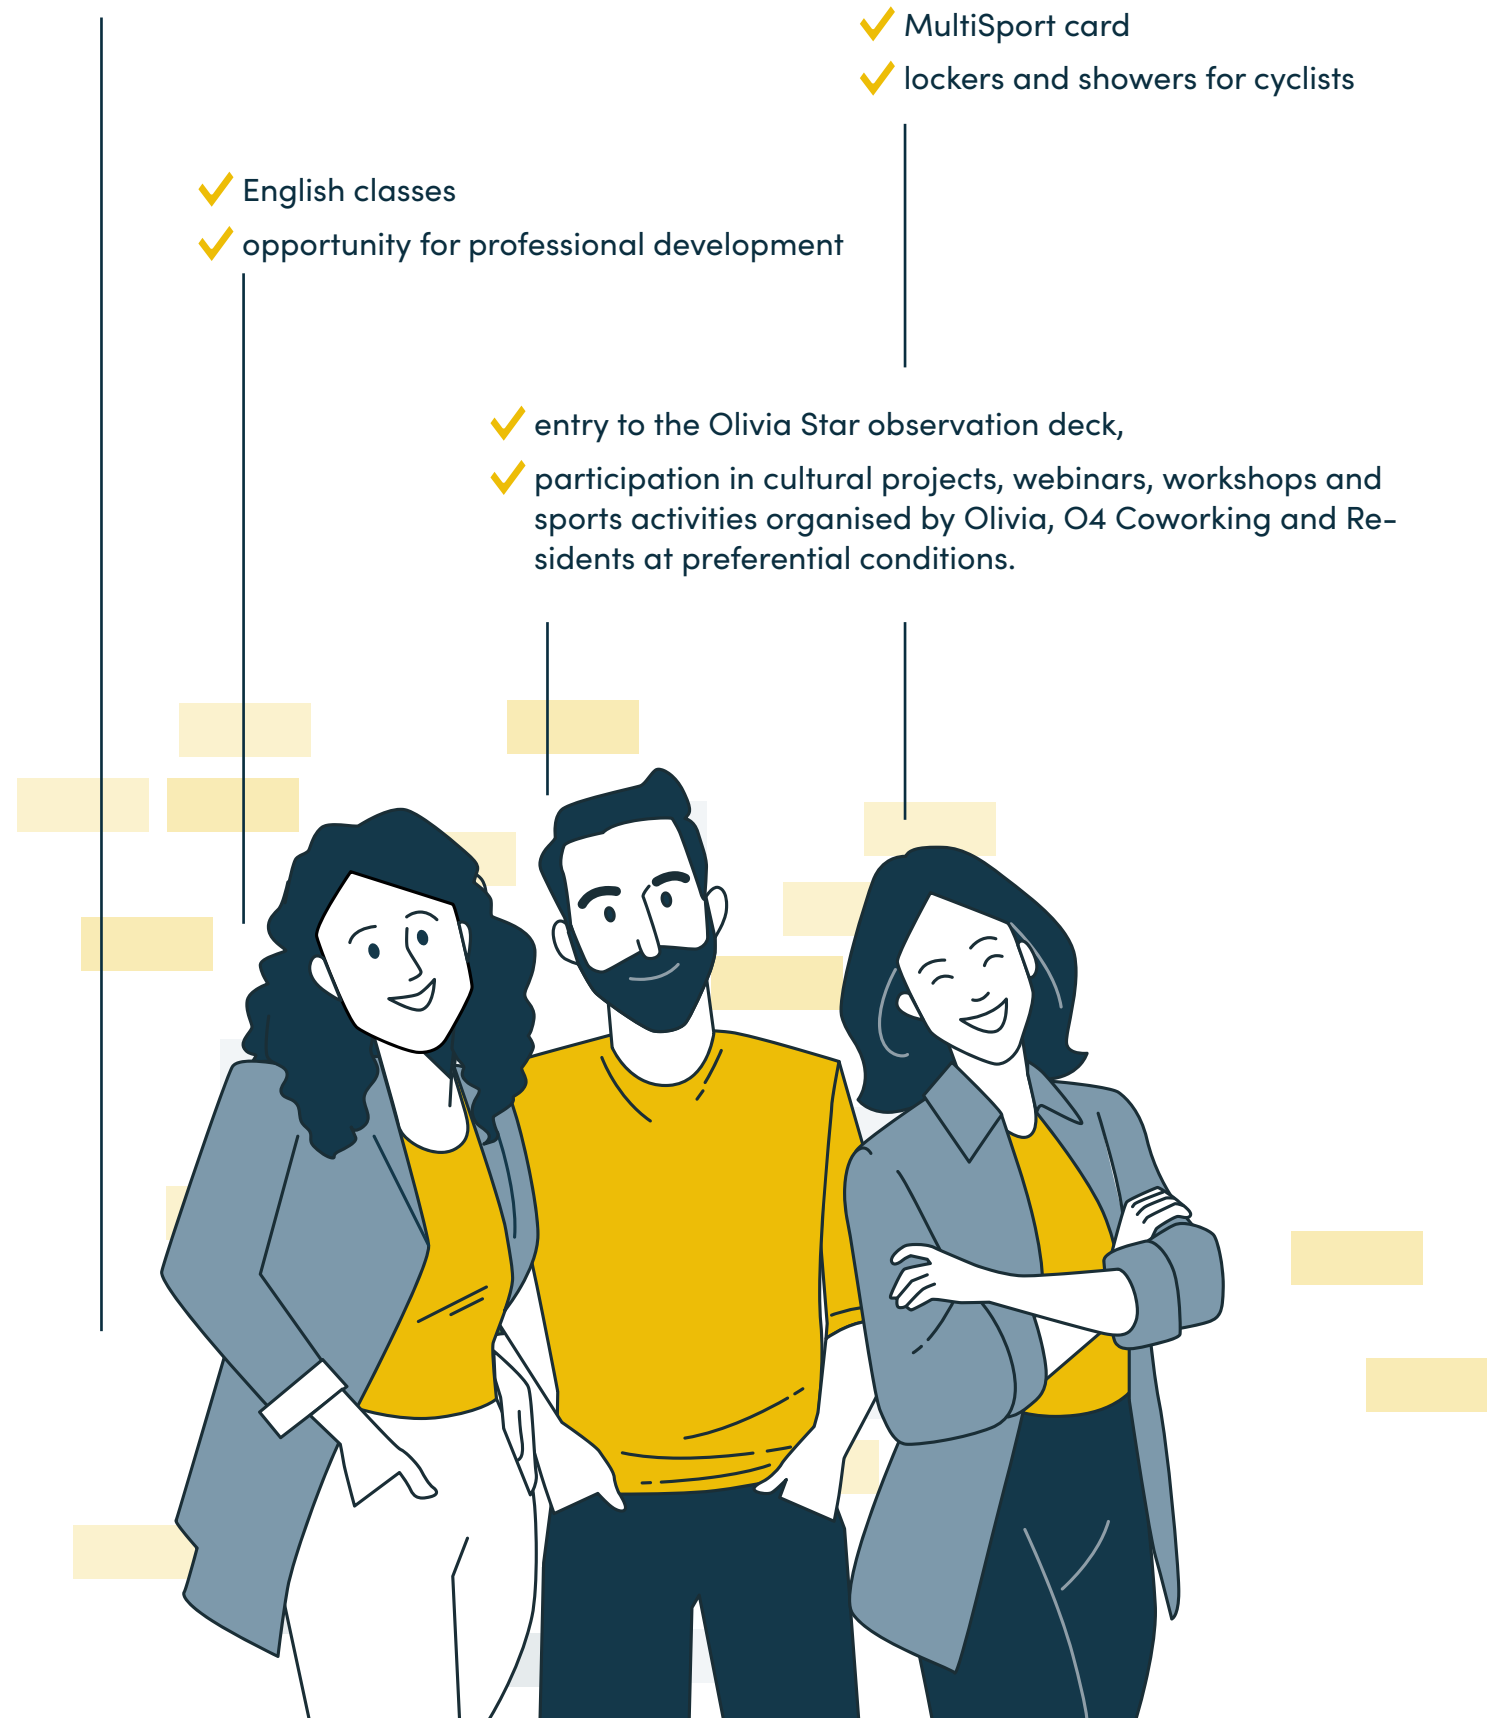 MultiSport card
lockers and showers for cyclists
English classes
opportunity for professional development
entry to the Olivia Star observation deck,
participation in cultural projects, webinars, workshops and
sports activities organised by Olivia, O4 Coworking and Re-
sidents at preferential conditions.